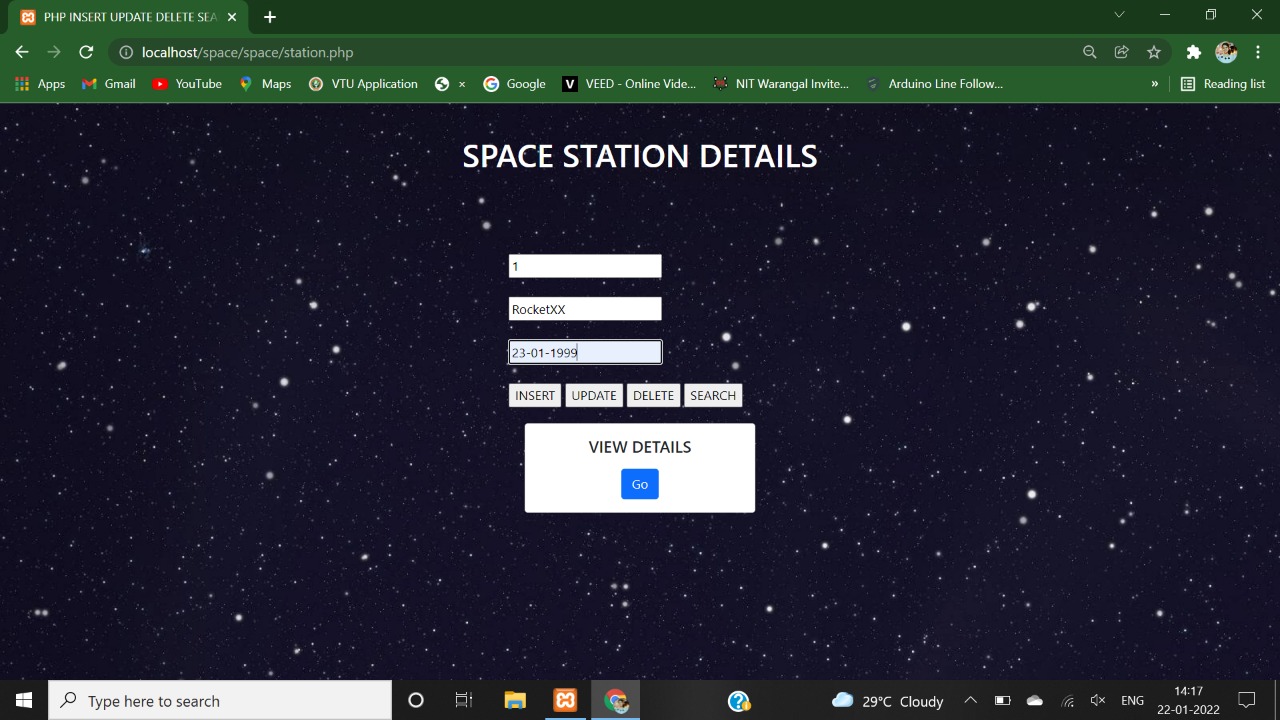 PHP INSERT UPDATE DELETE SEA
localhost/space/space/station.php
Apps Gmail YouTube Maps VTU Application Google VEED - Online Vide... NIT Warangal Invite... Arduino Line Follow... » Reading list
SPACE STATION DETAILS
1
RocketXX
23-01-1999
INSERT UPDATE DELETE SEARCH
VIEW DETAILS
Go
Type here to search
29°C Cloudy
ENG
14:17
22-01-2022